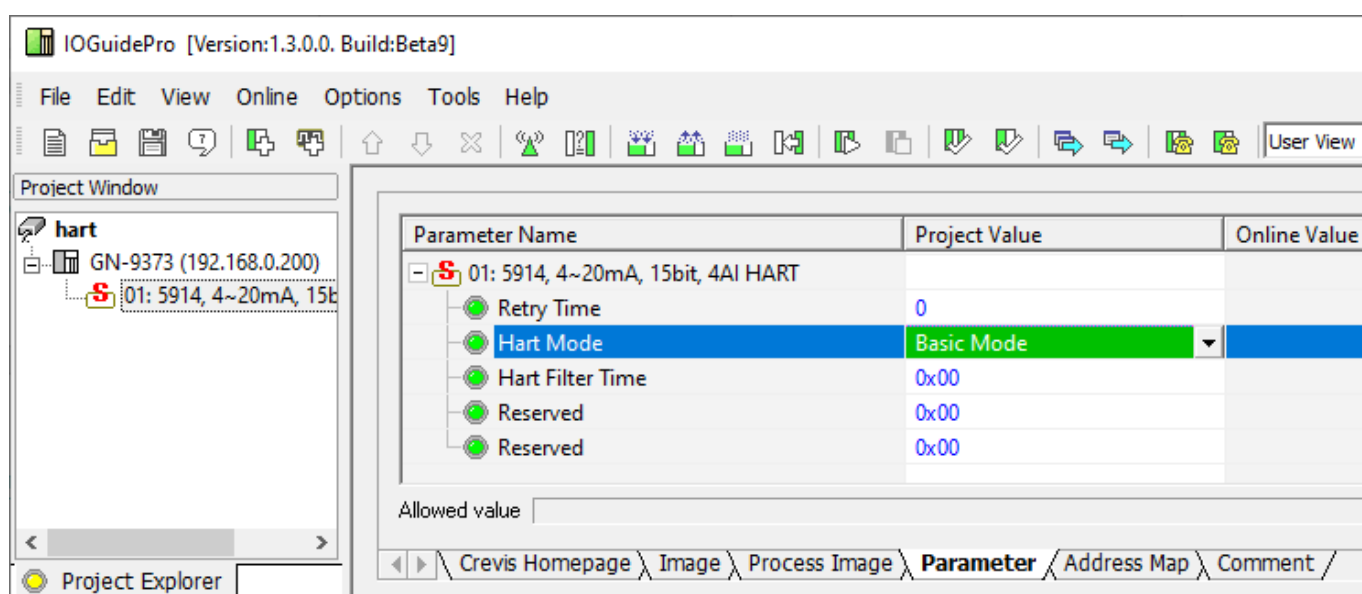 IOGuidePro [Version:1.3.0.0. Build:Beta9]
File Edit View Online Options Tools Help
User View
Project Window
hart
GN-9373 (192.168.0.200)
01: 5914, 4~20mA, 15b
Parameter Name Project Value Online Value
01: 5914, 4~20mA, 15bit, 4AI HART
Retry Time 0
Hart Mode Basic Mode
Hart Filter Time 0x00
Reserved 0x00
Reserved 0x00
Allowed value
Crevis Homepage Image Process Image Parameter Address Map Comment
Project Explorer